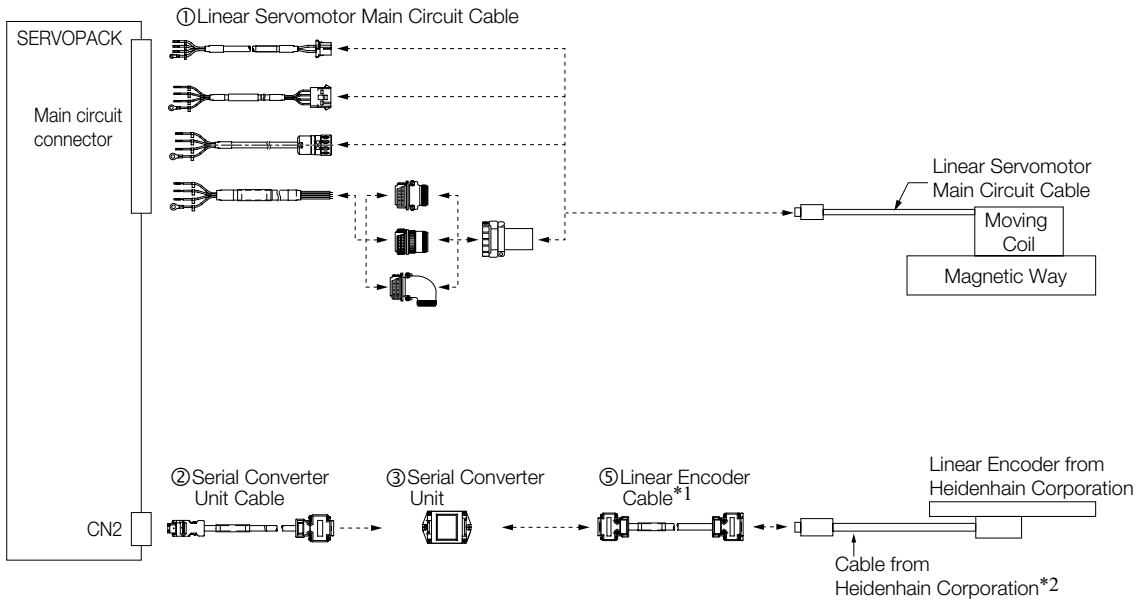 ①Linear Servomotor Main Circuit Cable
SERVOPACK
Main circuit
connector
Linear Servomotor
Main Circuit Cable
Moving
Coil
Magnetic Way
②Serial Converter
Unit Cable
③Serial Converter
Unit
⑤Linear Encoder
Cable*1
Linear Encoder from
Heidenhain Corporation
CN2
Cable from
Heidenhain Corporation*2